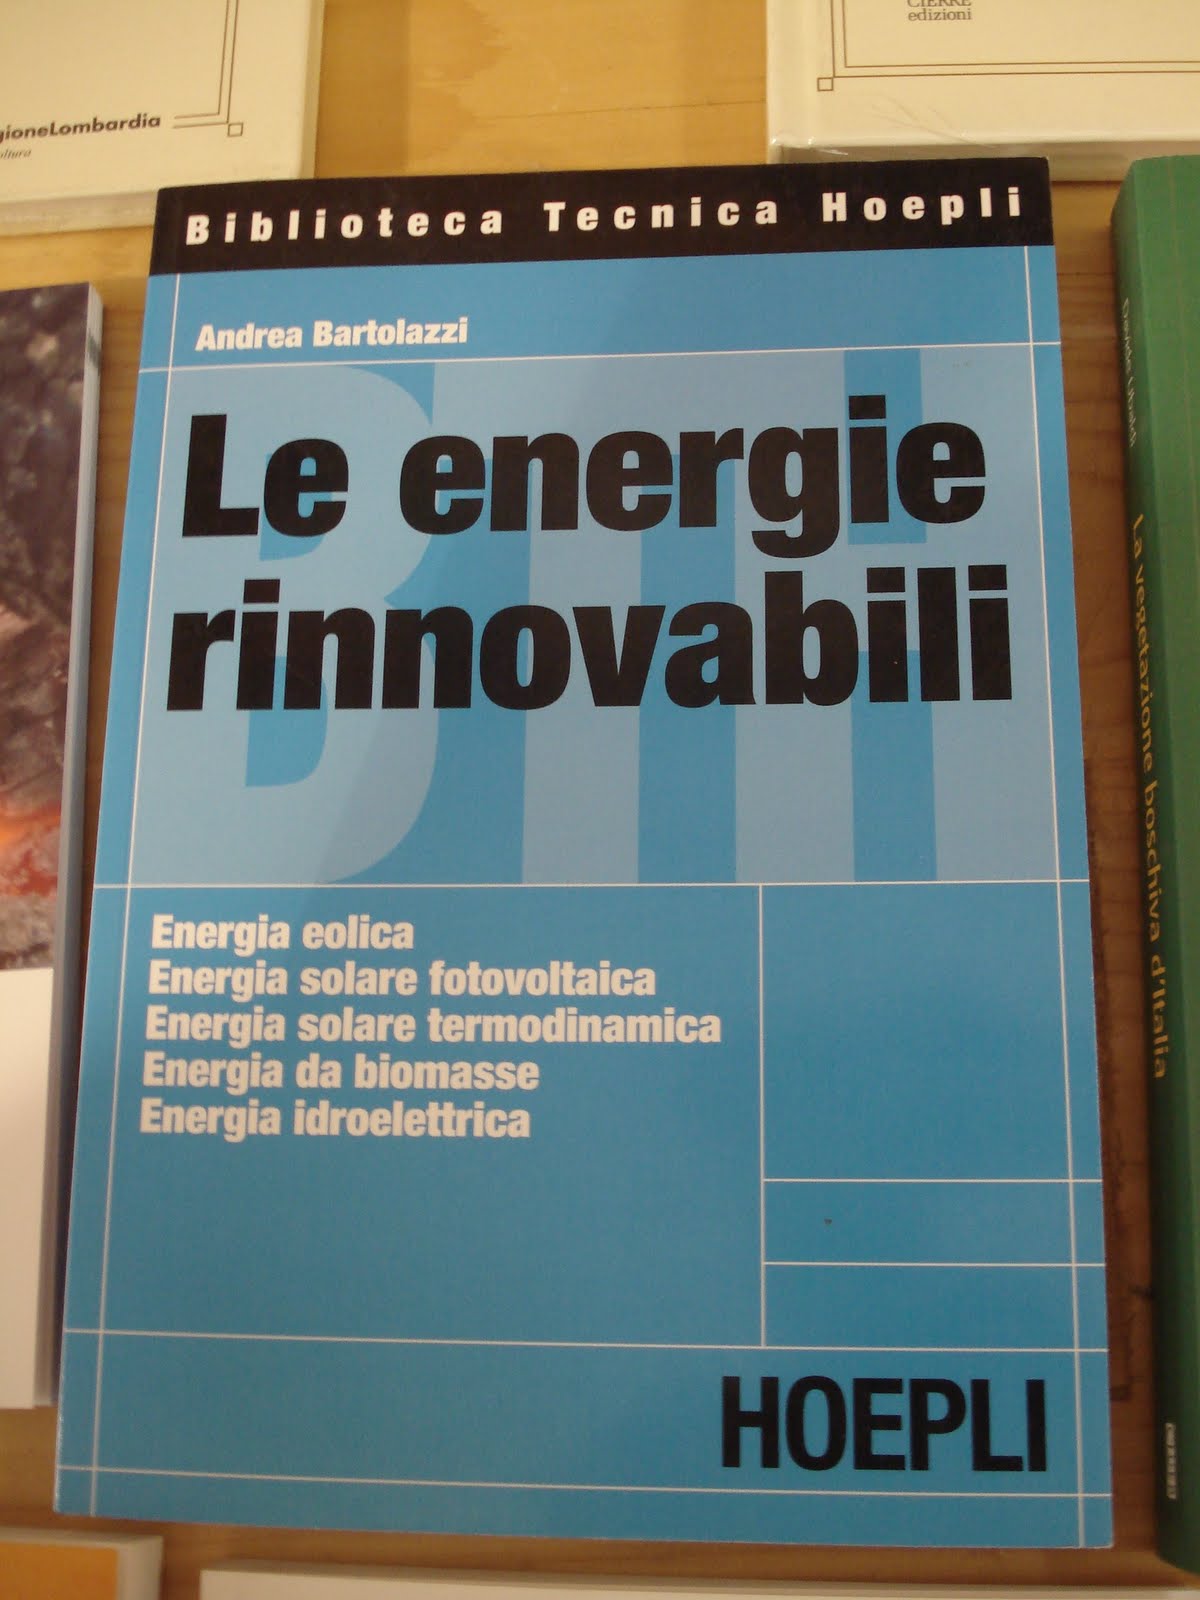 CIERRE
edizioni
gioneLombardia
Biblioteca Tecnica Hoepli
Andrea Bartolazzi
Le energie
rinnovabili
Energia eolica
Energia solare fotovoltaica
Energia solare termodinamica
Energia da biomasse
Energia idroelettrica
HOEPLI
La vegetazione boschiva d'Italia